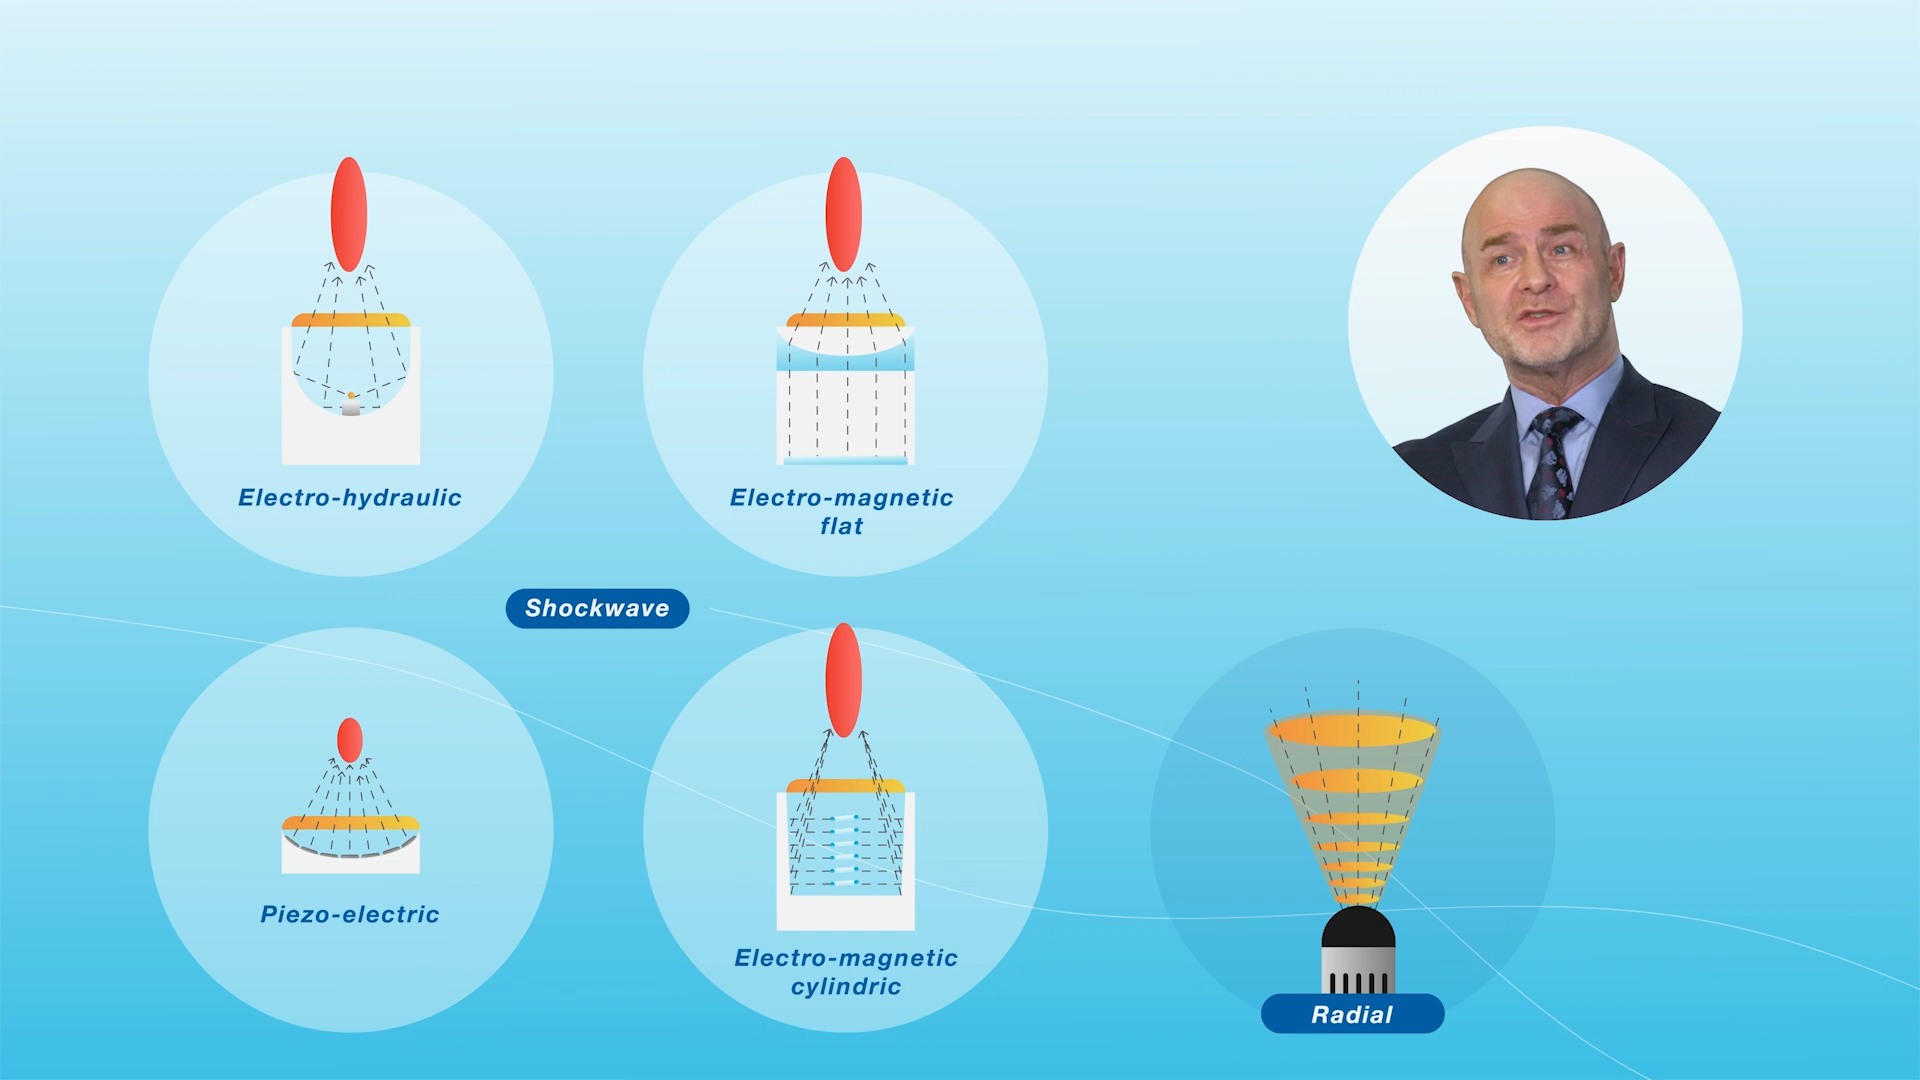 Electro-hydraulic
Electro-magnetic
flat
Shockwave
Piezo-electric
Electro-magnetic
cylindric
Radial